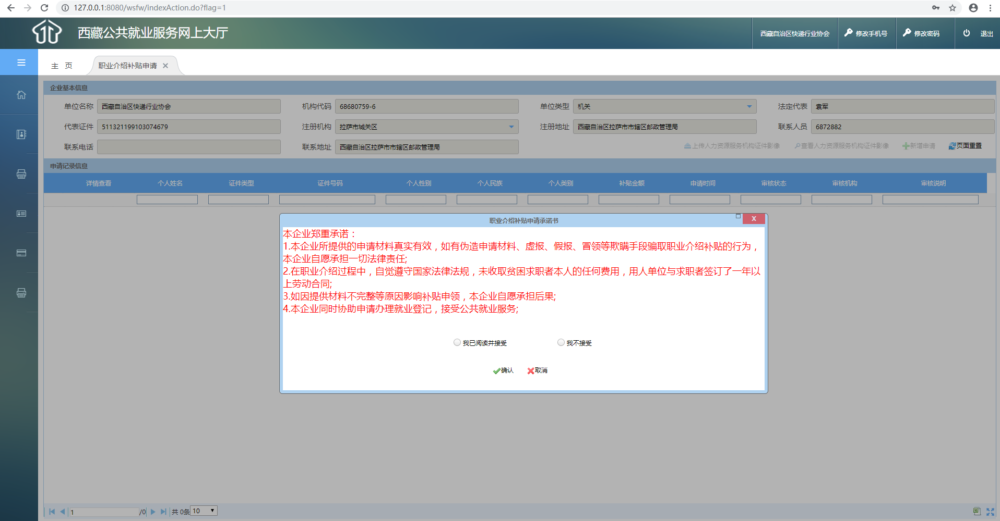 127.0.0.1:8080/wsfw/indexAction.do?flag=1
西藏公共就业服务网上大厅
西藏自治区快递行业协会
修改手机号
修改密码
退出
主 页
职业介绍补贴申请
企业基本信息
单位名称 西藏自治区快递行业协会 机构代码 68680759-6 单位类型 机关 法定代表 袁军
代表证件 511321199103074679 注册机构 拉萨市城关区 注册地址 西藏自治区拉萨市市辖区邮政管理局 联系人员 6872882
联系电话 联系地址 西藏自治区拉萨市市辖区邮政管理局 上传人力资源服务机构证件影像 查看人力资源服务机构证件影像 新增申请 页面重置
申请记录信息
详情查看 个人姓名 证件类型 证件号码 个人性别 个人民族 个人类别 补贴金额 申请时间 审核状态 审核机构 审核说明
职业介绍补贴申请承诺书
X
本企业郑重承诺：
1.本企业所提供的申请材料真实有效，如有伪造申请材料、虚报、假报、冒领等欺瞒手段骗取职业介绍补贴的行为，
本企业自愿承担一切法律责任;
2.在职业介绍过程中，自觉遵守国家法律法规，未收取贫困求职者本人的任何费用，用人单位与求职者签订了一年以
上劳动合同;
3.如因提供材料不完整等原因影响补贴申领，本企业自愿承担后果;
4.本企业同时协助申请办理就业登记，接受公共就业服务;
我已阅读并接受 我不接受
确认 取消
1 /0 共 0条 10